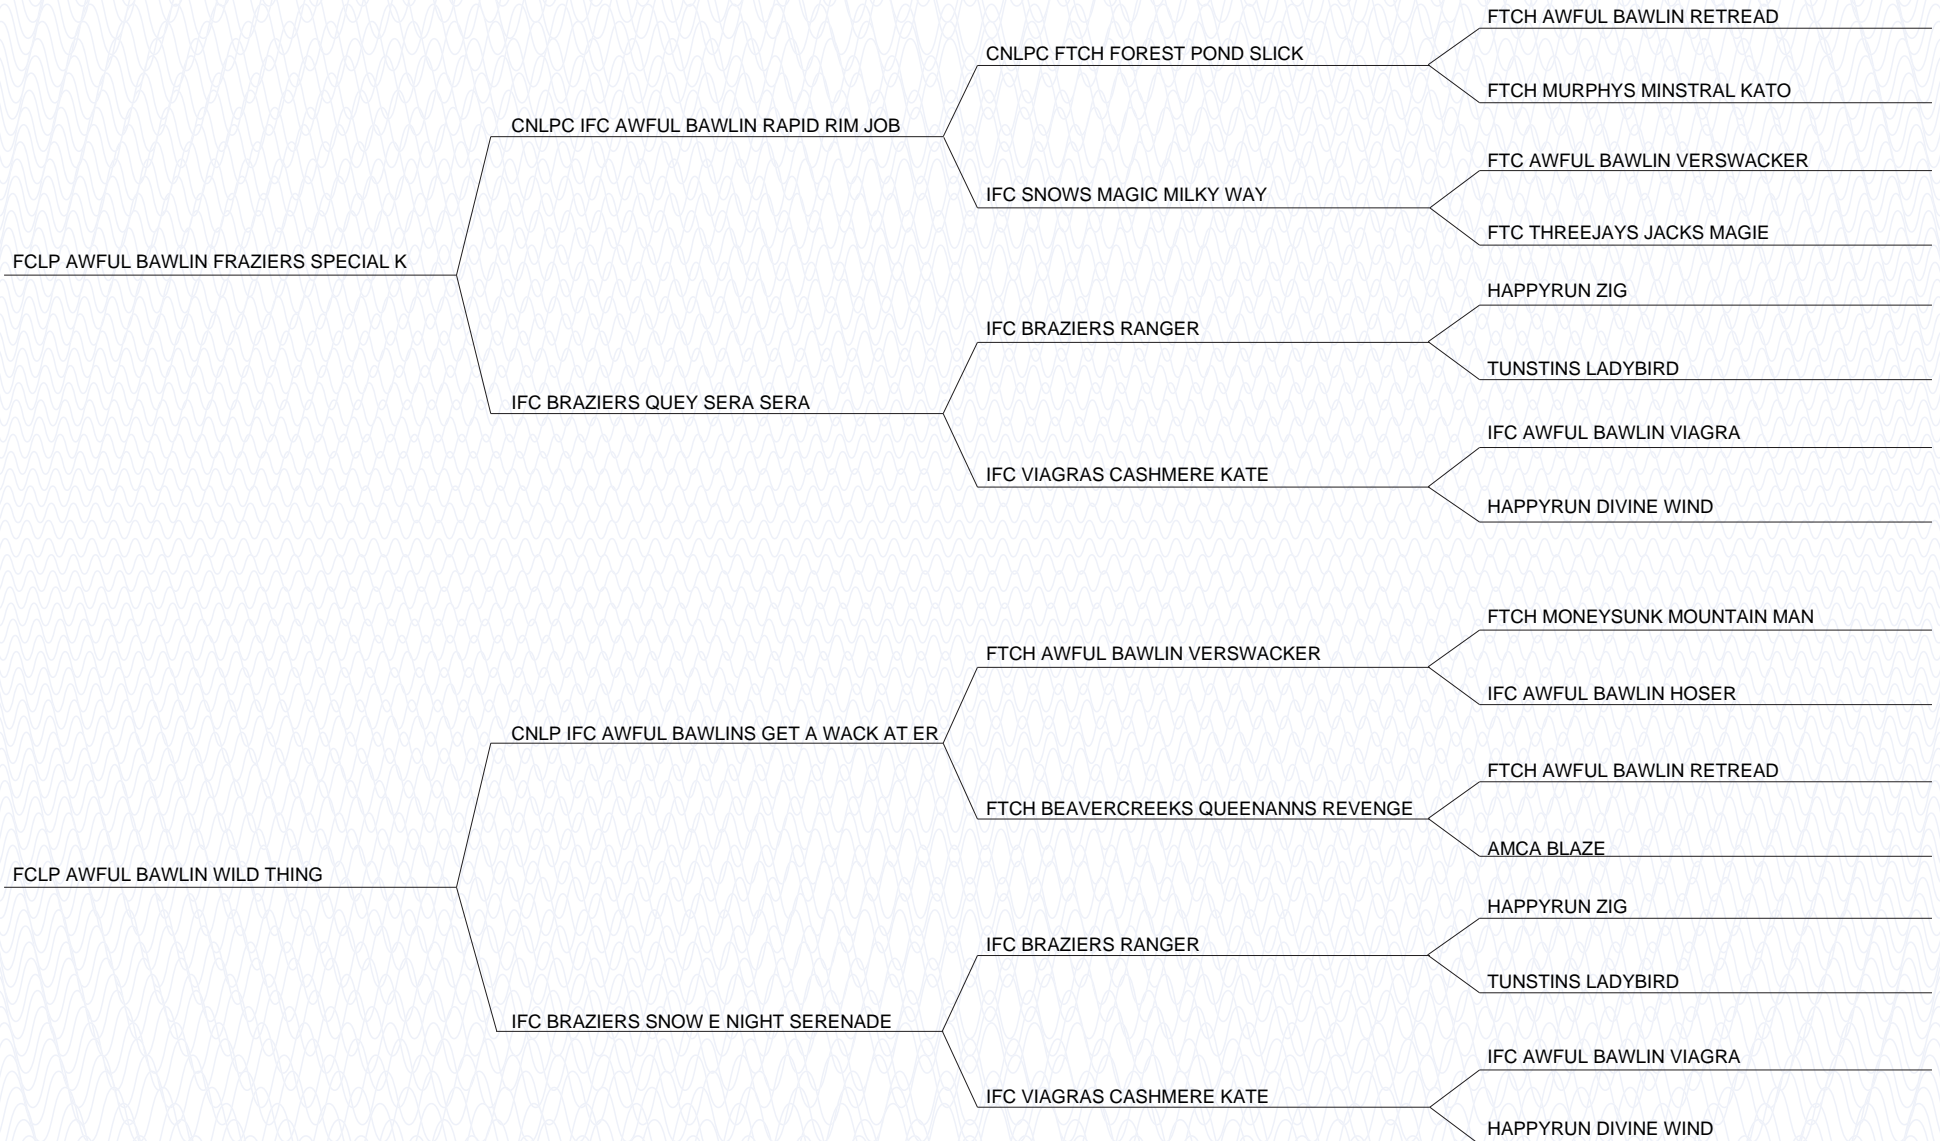 FTCH AWFUL BAWLIN RETREAD
CNLPC FTCH FOREST POND SLICK
FTCH MURPHYS MINSTRAL KATO
CNLPC IFC AWFUL BAWLIN RAPID RIM JOB
FTC AWFUL BAWLIN VERSWACKER
IFC SNOWS MAGIC MILKY WAY
FTC THREEJAYS JACKS MAGIE
FCLP AWFUL BAWLIN FRAZIERS SPECIAL K
HAPPYRUN ZIG
IFC BRAZIERS RANGER
TUNSTINS LADYBIRD
IFC BRAZIERS QUEY SERA SERA
IFC AWFUL BAWLIN VIAGRA
IFC VIAGRAS CASHMERE KATE
HAPPYRUN DIVINE WIND
FTCH MONEYSUNK MOUNTAIN MAN
FTCH AWFUL BAWLIN VERSWACKER
IFC AWFUL BAWLIN HOSER
CNLP IFC AWFUL BAWLINS GET A WACK AT ER
FTCH AWFUL BAWLIN RETREAD
FTCH BEAVERCREEKS QUEENANNS REVENGE
AMCA BLAZE
FCLP AWFUL BAWLIN WILD THING
HAPPYRUN ZIG
IFC BRAZIERS RANGER
TUNSTINS LADYBIRD
IFC BRAZIERS SNOW E NIGHT SERENADE
IFC AWFUL BAWLIN VIAGRA
IFC VIAGRAS CASHMERE KATE
HAPPYRUN DIVINE WIND